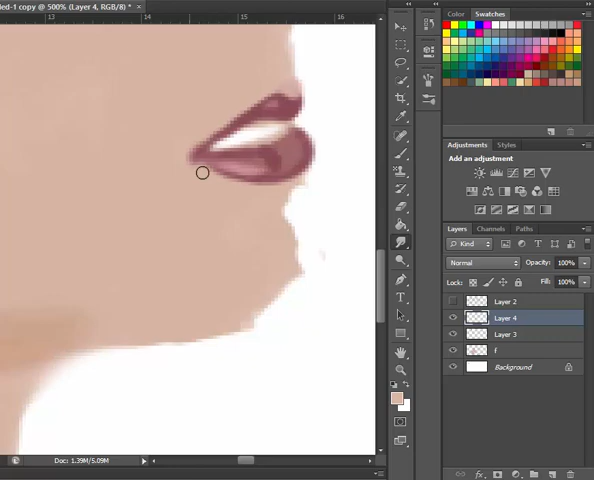 ded-1 copy @ 500% (Layer 4, RGB/8) * ×
13 14 15 16
Doc: 1.39M/5.09M
Color Swatches
Adjustments Styles
Add an adjustment
Layers Channels Paths
Kind
Normal Opacity: 100%
Lock: Fill: 100%
Layer 2
Layer 4
Layer 3
f
Background
fx